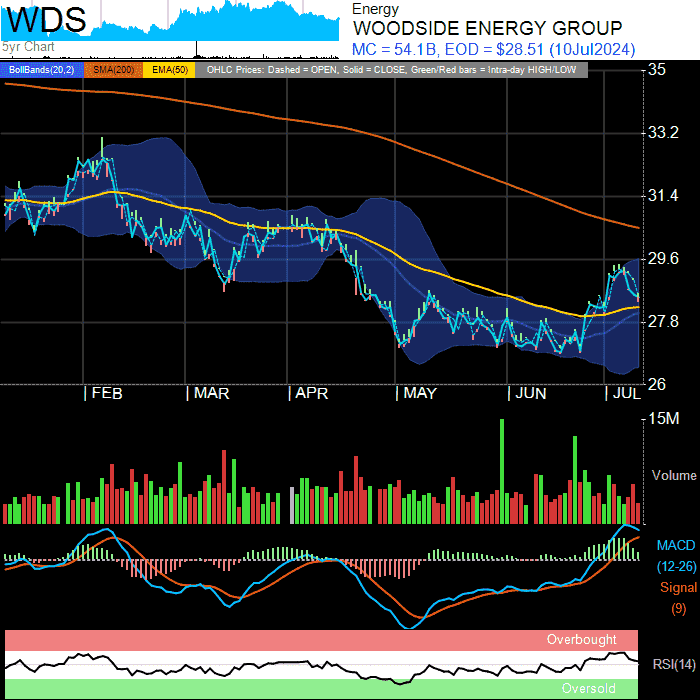 WDS
5yr Chart
Energy
WOODSIDE ENERGY GROUP
MC = 54.1B, EOD = $28.51 (10Jul2024)
BollBands(20,2) SMA(200) EMA(50) OHLC Prices: Dashed = OPEN, Solid = CLOSE, Green/Red bars = Intra-day HIGH/LOW
35
33.2
31.4
29.6
27.8
26
| FEB | MAR | APR | MAY | JUN | JUL
15M
Volume
MACD
(12-26)
Signal
(9)
Overbought
RSI(14)
Oversold